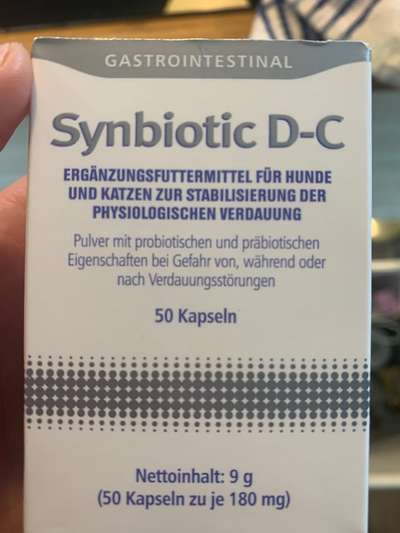 GASTROINTESTINAL
Synbiotic D-C
ERGÄNZUNGSFUTTERMITTEL FÜR HUNDE
UND KATZEN ZUR STABILISIERUNG DER
PHYSIOLOGISCHEN VERDAUUNG
Pulver mit probiotischen und präbiotischen
Eigenschaften bei Gefahr von, während oder
nach Verdauungsstörungen
50 Kapseln
Nettoinhalt: 9 g
(50 Kapseln zu je 180 mg)